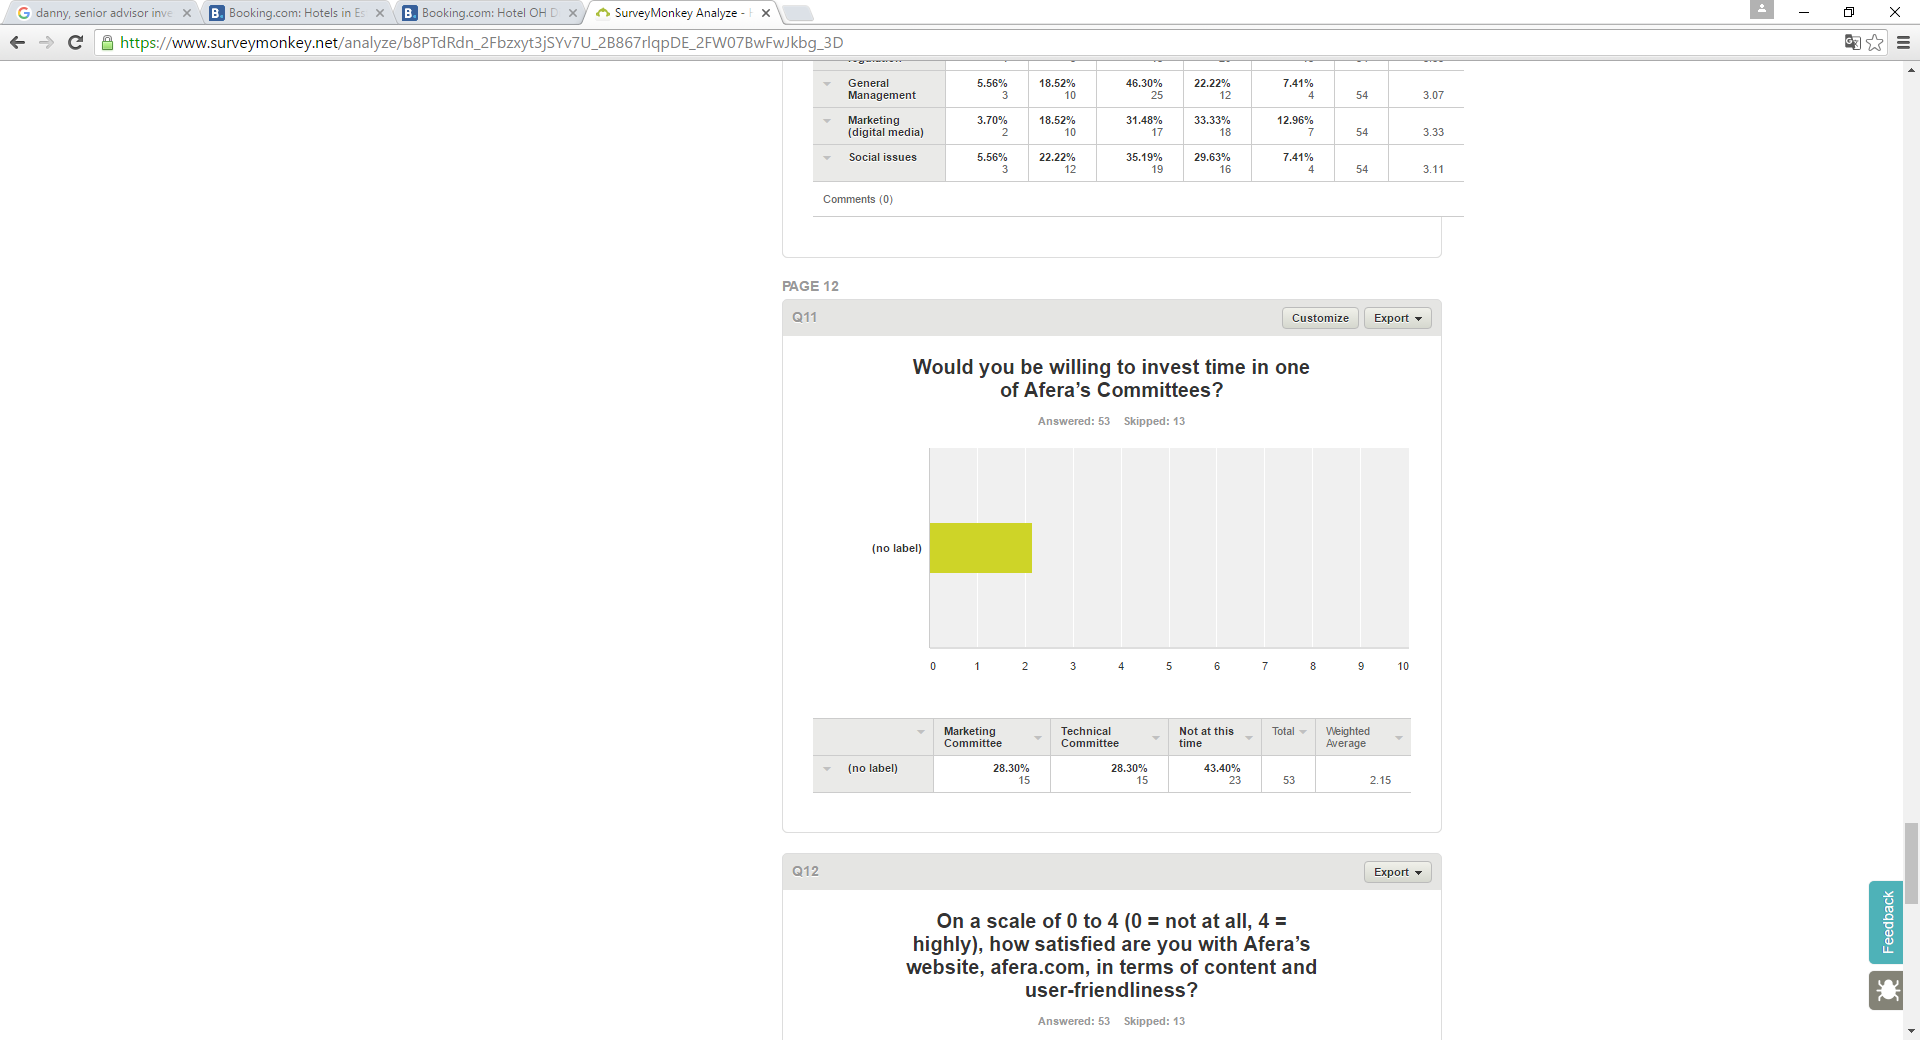 danny, senior advisor inve
Booking.com: Hotels in Es
Booking.com: Hotel OH D
SurveyMonkey Analyze -
https://www.surveymonkey.net/analyze/b8PTdRdn_2Fbzxyt3jSYv7U_2B867rlqpDE_2FW07BwFwJkbg_3D
General Management 5.56% 3 18.52% 10 46.30% 25 22.22% 12 7.41% 4 54 3.07
Marketing (digital media) 3.70% 2 18.52% 10 31.48% 17 33.33% 18 12.96% 7 54 3.33
Social issues 5.56% 3 22.22% 12 35.19% 19 29.63% 16 7.41% 4 54 3.11
Comments (0)
PAGE 12
Q11 Customize Export
Would you be willing to invest time in one
of Afera's Committees?
Answered: 53 Skipped: 13
(no label)
0 1 2 3 4 5 6 7 8 9 10
Marketing Committee Technical Committee Not at this time Total Weighted Average
(no label) 28.30% 15 28.30% 15 43.40% 23 53 2.15
Q12 Export
On a scale of 0 to 4 (0 = not at all, 4 =
highly), how satisfied are you with Afera's
website, afera.com, in terms of content and
user-friendliness?
Answered: 53 Skipped: 13
Feedback